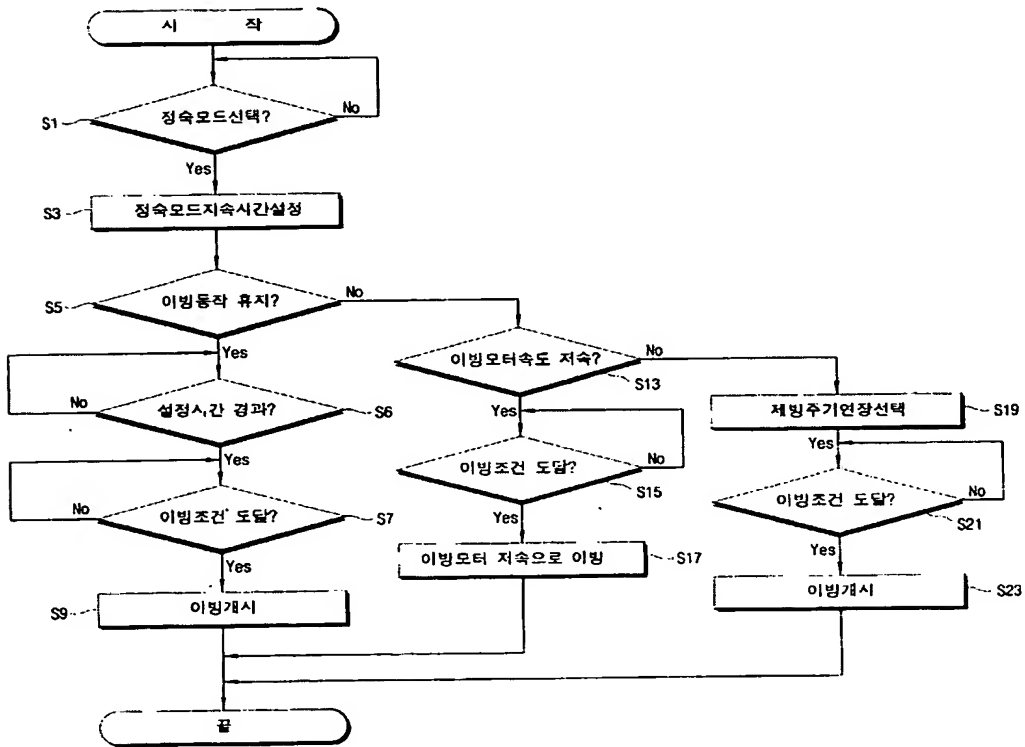 시 작
No
S1 정숙모드선택?
Yes
S3 정숙모드지속시간설정
S5 이빙동작 휴지?
No
Yes
이빙모터속도 저속?
No
S13
No 설정시간 경과?
S6
Yes
제빙주기연장선택
S19
Yes
Yes
이빙조건 도달?
No
S15
No 이빙조건 도달?
S7
이빙조건 도달?
No
S21
Yes
Yes
Yes
이빙모터 저속으로 이빙
S17
S9 이빙개시
이빙개시
S23
끝